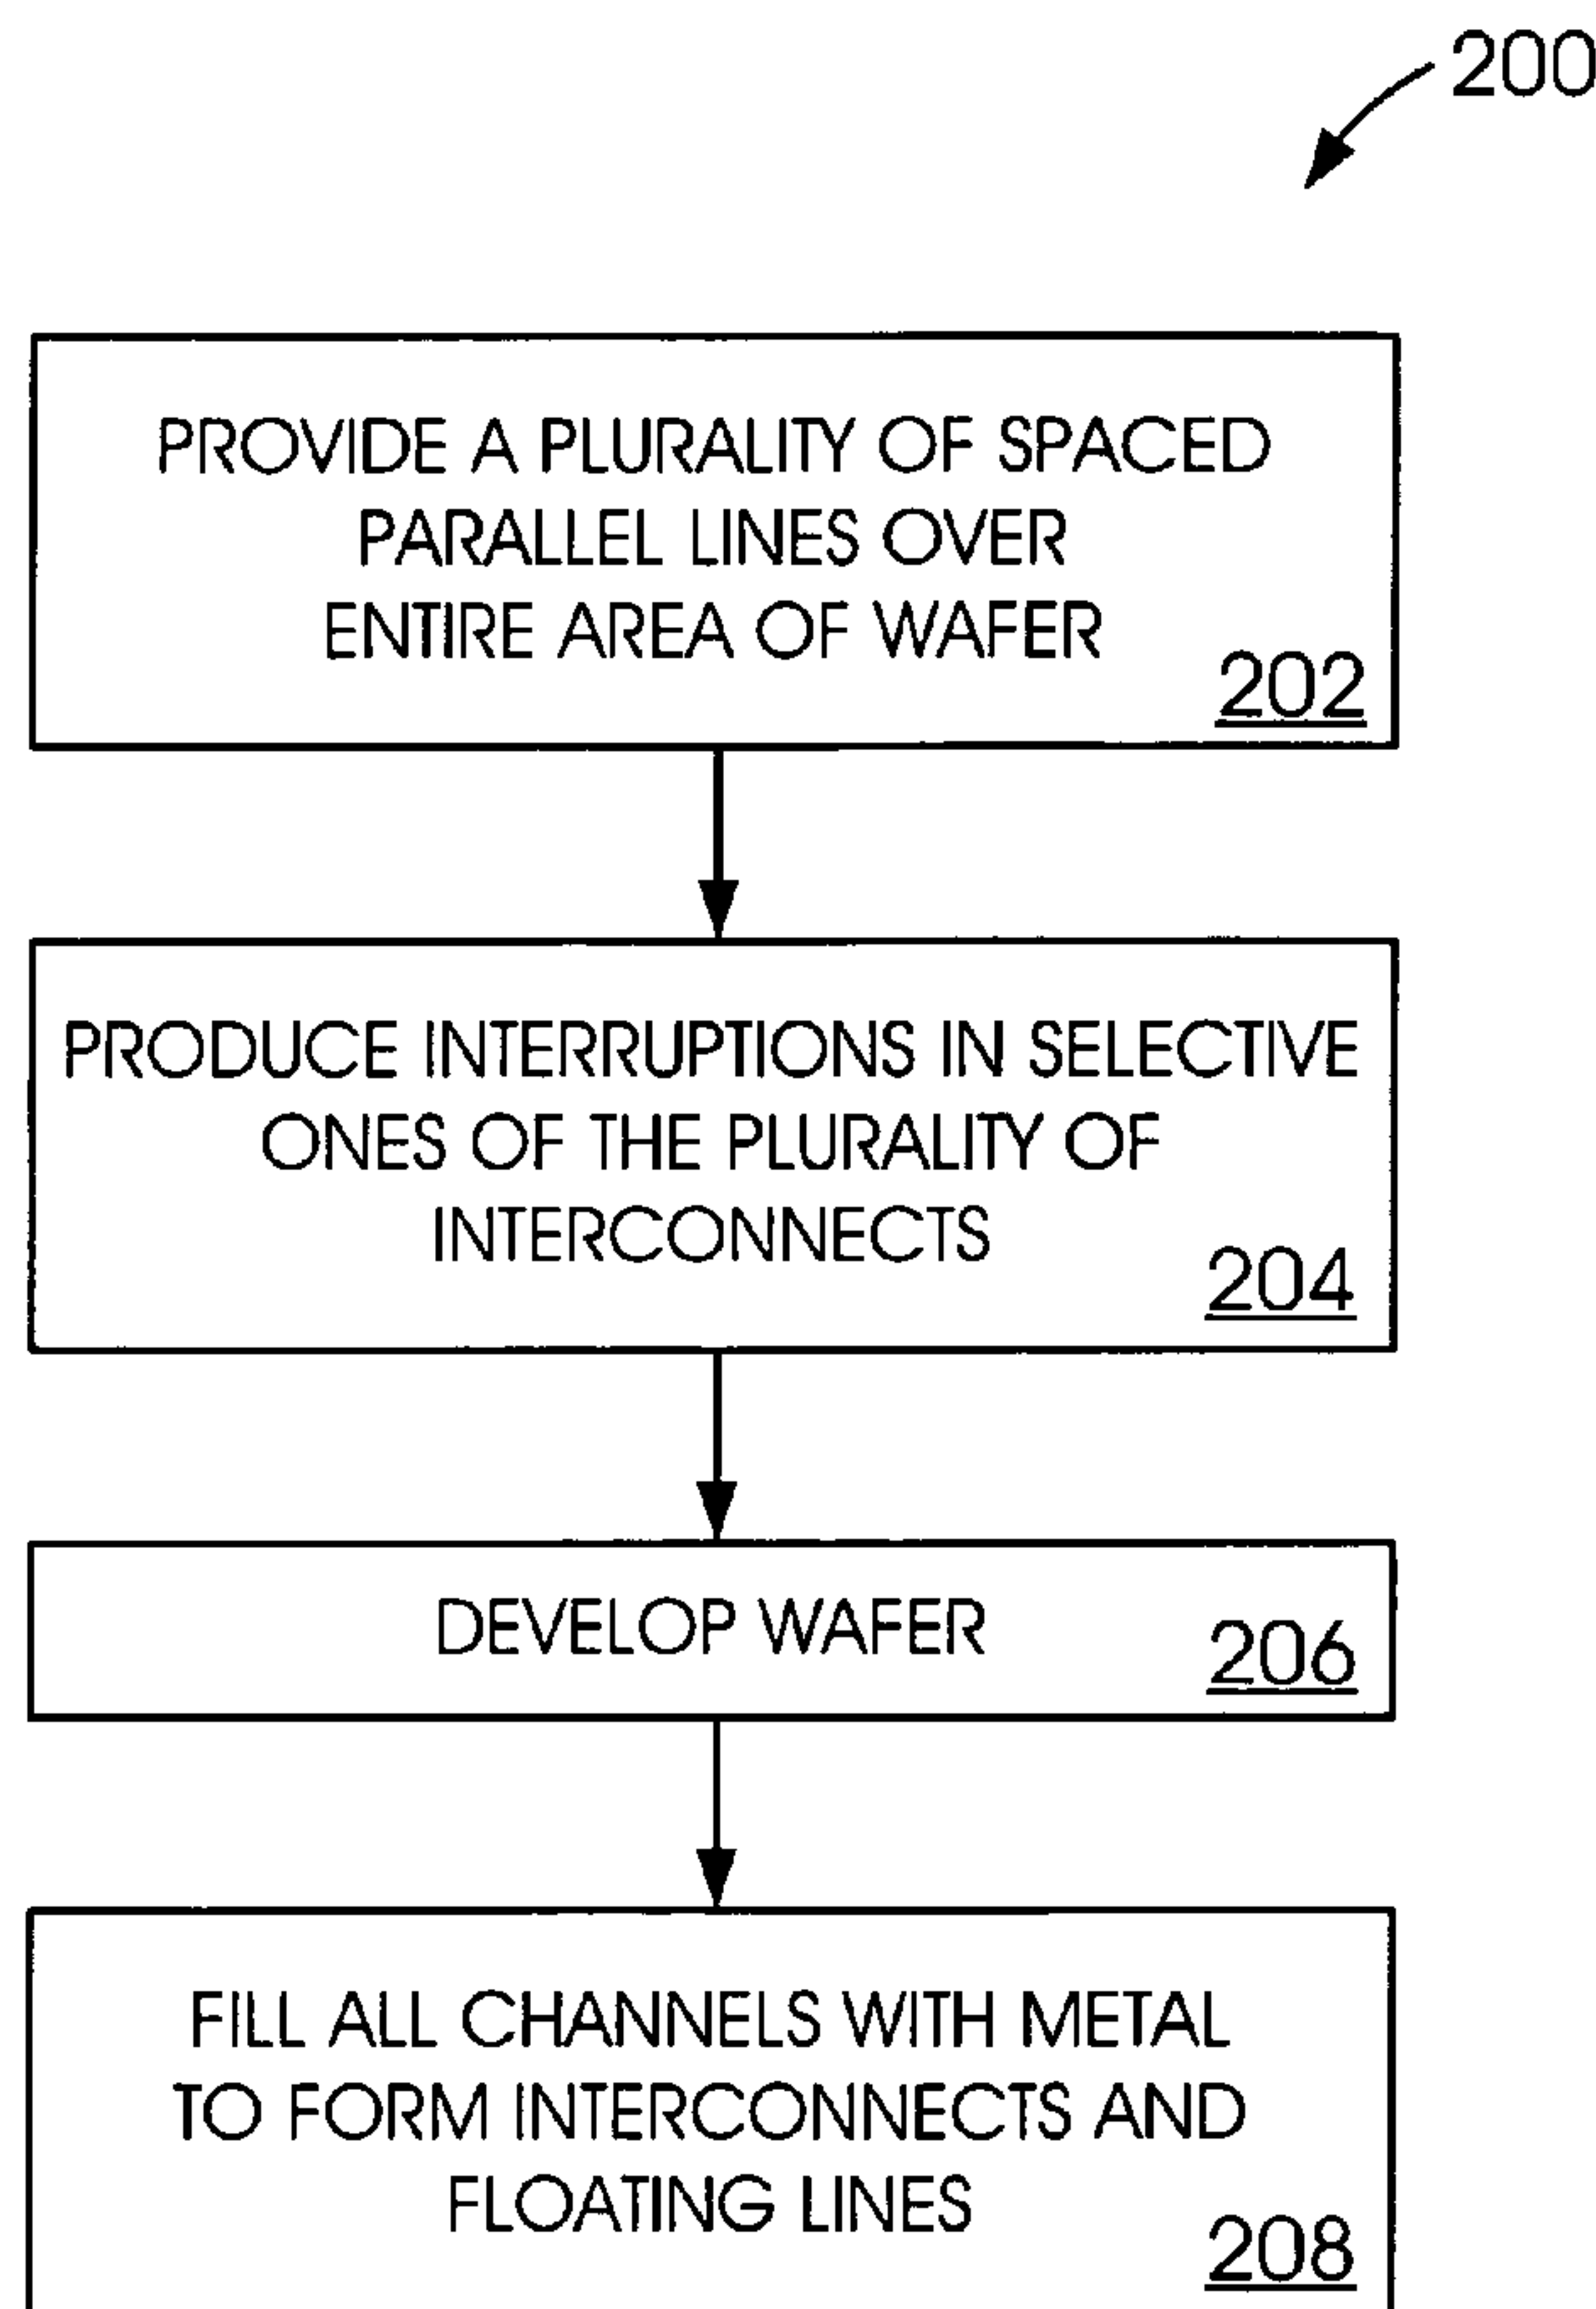 200
PROVIDE A PLURALITY OF SPACED
PARALLEL LINES OVER
ENTIRE AREA OF WAFER
202
PRODUCE INTERRUPTIONS IN SELECTIVE
ONES OF THE PLURALITY OF
INTERCONNECTS
204
DEVELOP WAFER
206
FILL ALL CHANNELS WITH METAL
TO FORM INTERCONNECTS AND
FLOATING LINES
208